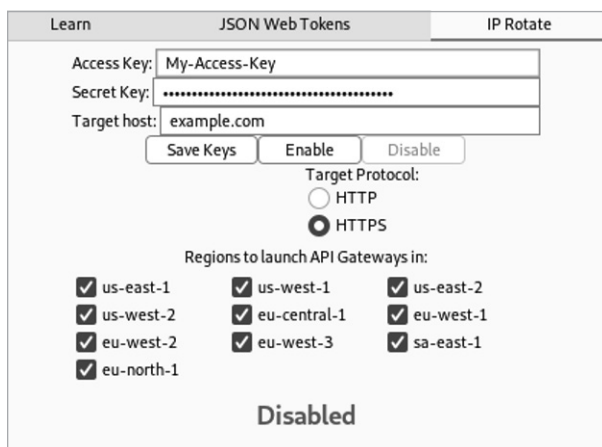 Learn JSON Web Tokens IP Rotate
Access Key: My-Access-Key
Secret Key: ••••••••••••••••••••••••••••••••••••••••
Target host: example.com
Save Keys Enable Disable
Target Protocol:
HTTP
HTTPS
Regions to launch API Gateways in:
us-east-1 us-west-1 us-east-2
us-west-2 eu-central-1 eu-west-1
eu-west-2 eu-west-3 sa-east-1
eu-north-1
Disabled